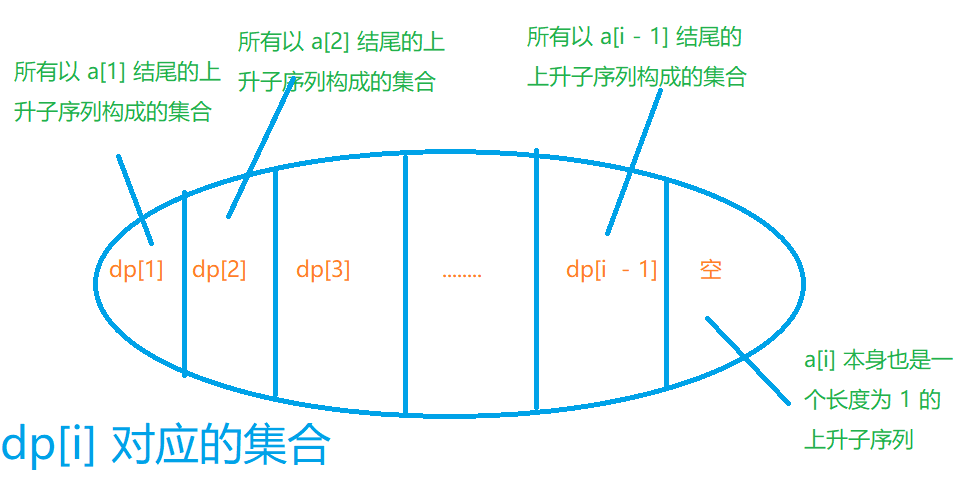 所有以 a[1] 结尾的上
升子序列构成的集合
所有以 a[2] 结尾的上
升子序列构成的集合
所有以 a[i - 1] 结尾的
上升子序列构成的集合
dp[1] dp[2] dp[3] ........ dp[i - 1] 空
a[i] 本身也是一
个长度为 1 的
上升子序列
dp[i] 对应的集合